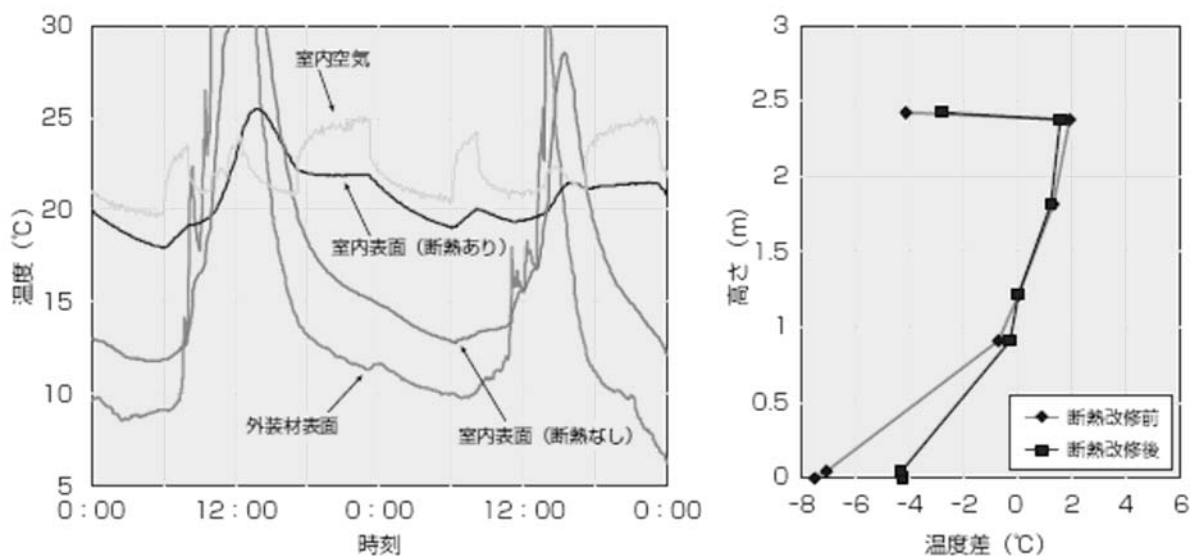 30
25
20
15
10
5
温度（℃）
0：00
12：00
0：00
12：00
0：00
時刻
室内空気
室内表面（断熱あり）
外装材表面
室内表面（断熱なし）
3
2.5
2
1.5
1
0.5
0
高さ（m）
-8
-6
-4
-2
0
2
4
6
温度差（℃）
断熱改修前
断熱改修後